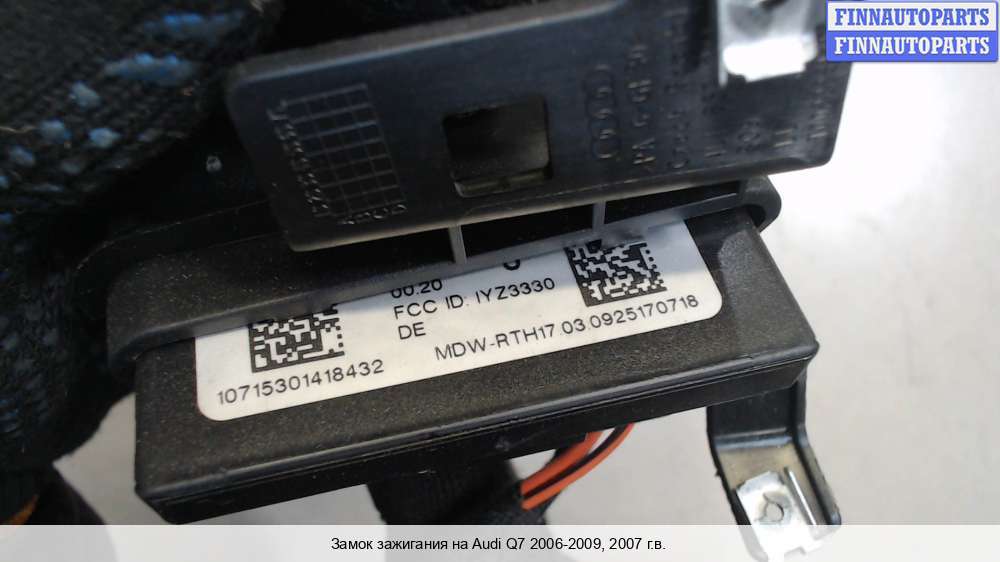 FINNAUTOPARTS
FINNAUTOPARTS
00.20
FCC ID: IYZ3330
DE
MDW-RTH17.03.0925170718
10715301418432
Замок зажигания на Audi Q7 2006-2009, 2007 г.в.